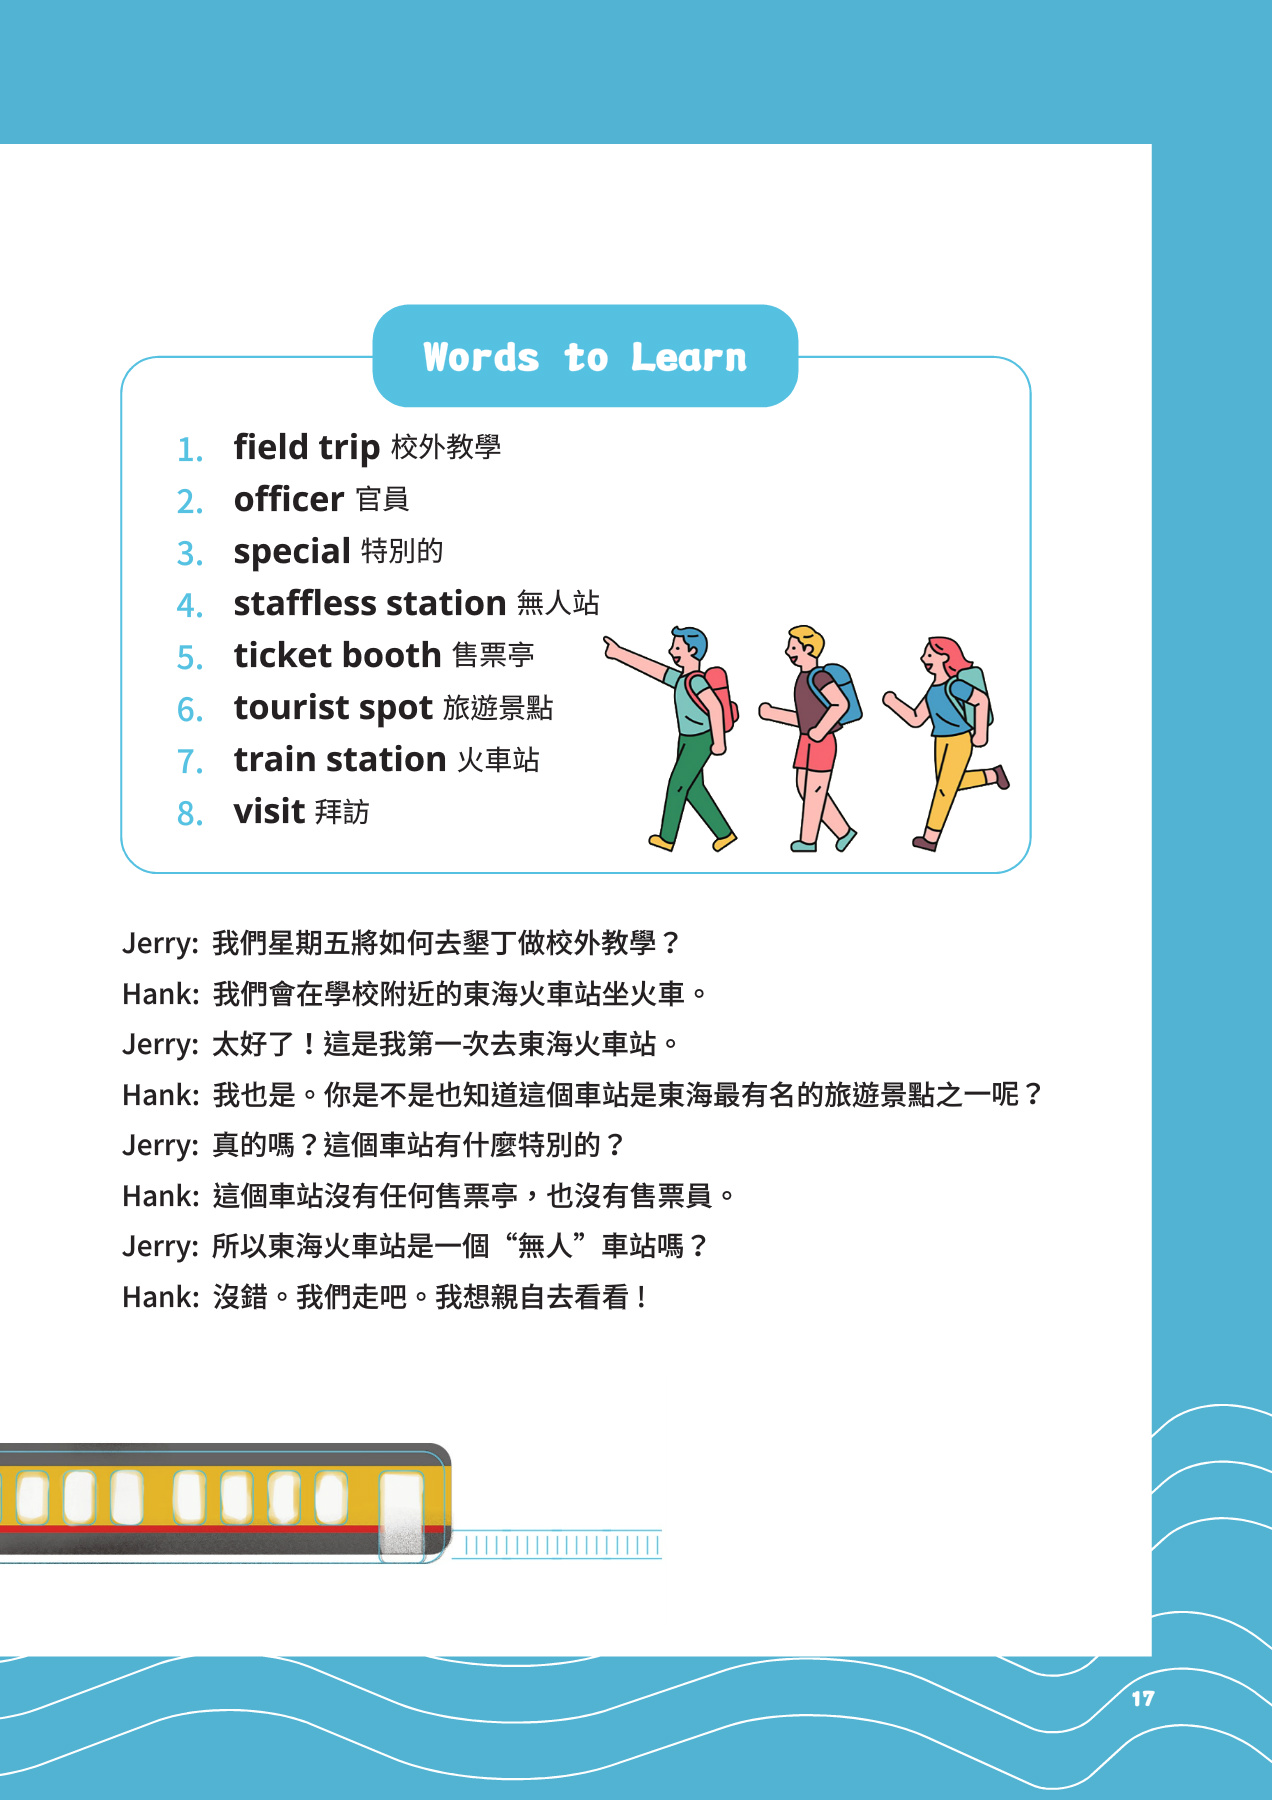 Words to Learn
1. field trip 校外教學
2. officer 官員
3. special 特別的
4. staffless station 無人站
5. ticket booth 售票亭
6. tourist spot 旅遊景點
7. train station 火車站
8. visit 拜訪
Jerry: 我們星期五將如何去墾丁做校外教學？
Hank: 我們會在學校附近的東海火車站坐火車。
Jerry: 太好了！這是我第一次去東海火車站。
Hank: 我也是。你是不是也知道這個車站是東海最有名的旅遊景點之一呢？
Jerry: 真的嗎？這個車站有什麼特別的？
Hank: 這個車站沒有任何售票亭，也沒有售票員。
Jerry: 所以東海火車站是一個“無人”車站嗎？
Hank: 沒錯。我們走吧。我想親自去看看！
17